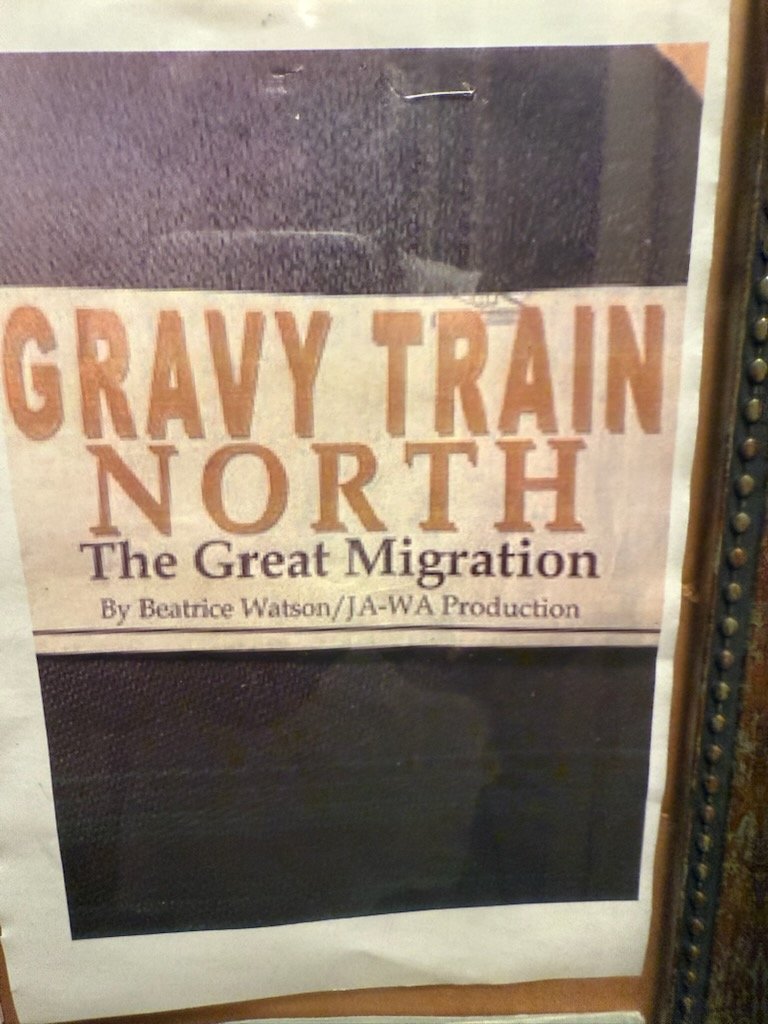 GRAVY TRAIN
NORTH
The Great Migration
By Beatrice Watson/JA-WA Production